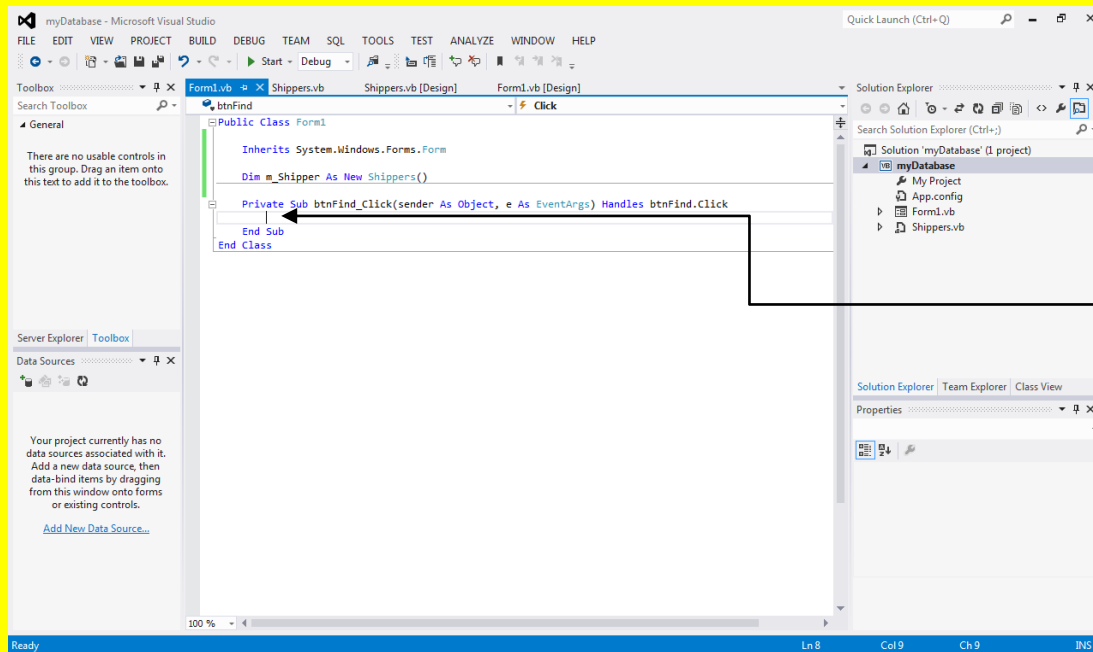 myDatabase - Microsoft Visual Studio
Quick Launch (Ctrl+Q)
FILE EDIT VIEW PROJECT BUILD DEBUG TEAM SQL TOOLS TEST ANALYZE WINDOW HELP
Start Debug
Toolbox
Search Toolbox
General
There are no usable controls in
this group. Drag an item onto
this text to add it to the toolbox.
Server Explorer Toolbox
Data Sources
Your project currently has no
data sources associated with it.
Add a new data source, then
data-bind items by dragging
from this window onto forms
or existing controls.
Add New Data Source...
Form1.vb Shippers.vb Shippers.vb [Design] Form1.vb [Design]
btnFind Click
Public Class Form1
Inherits System.Windows.Forms.Form
Dim m_Shipper As New Shippers()
Private Sub btnFind_Click(sender As Object, e As EventArgs) Handles btnFind.Click
End Sub
End Class
100 %
Solution Explorer
Search Solution Explorer (Ctrl+;)
Solution 'myDatabase' (1 project)
VB myDatabase
My Project
App.config
Form1.vb
Shippers.vb
Solution Explorer Team Explorer Class View
Properties
Ready Ln 8 Col 9 Ch 9 INS